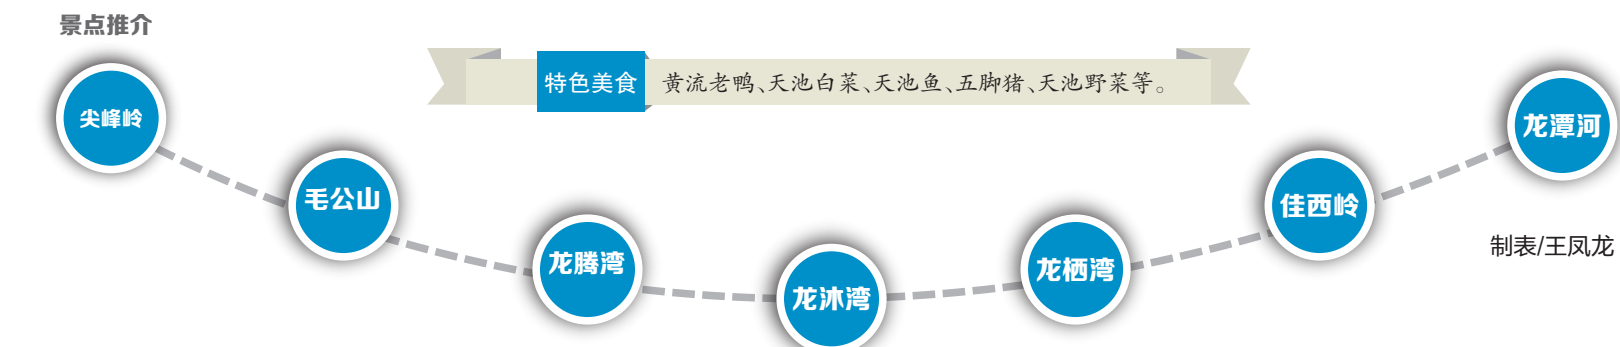 景点推介
特色美食 黄流老鸭、天池白菜、天池鱼、五脚猪、天池野菜等。
尖峰岭
毛公山
龙腾湾
龙沐湾
龙栖湾
佳西岭
龙潭河
制表/王凤龙